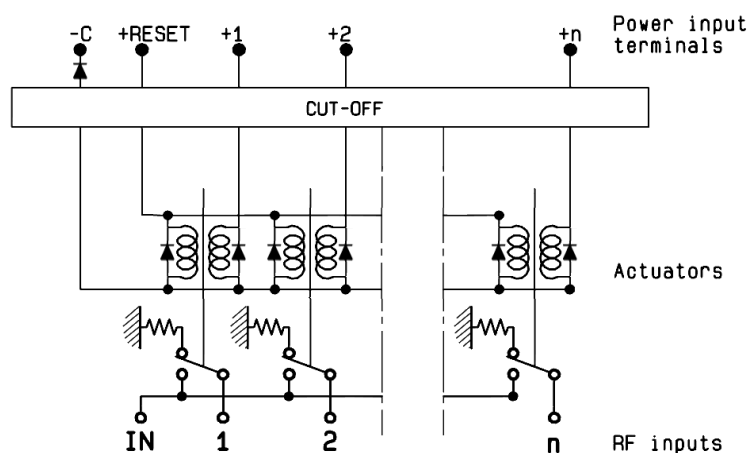 -C +RESET +1 +2 +n Power input
terminals
CUT-OFF
Actuators
IN 1 2 n RF inputs